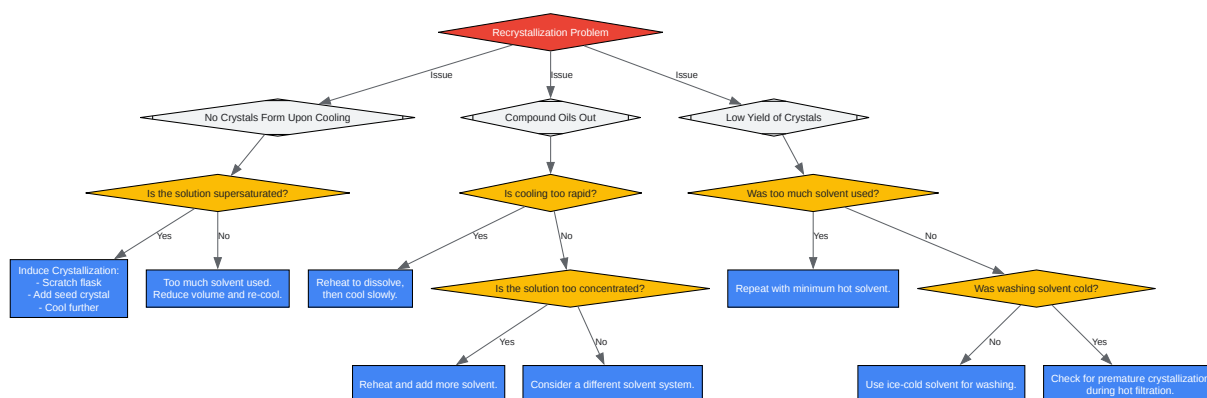 Recrystallization Problem
Issue
Issue
Issue
No Crystals Form Upon Cooling
Compound Oils Out
Low Yield of Crystals
Is the solution supersaturated?
Is cooling too rapid?
Was too much solvent used?
Yes
No
Yes
No
Yes
No
Induce Crystallization:
- Scratch flask
- Add seed crystal
- Cool further
Too much solvent used.
Reduce volume and re-cool.
Reheat to dissolve,
then cool slowly.
Is the solution too concentrated?
Repeat with minimum hot solvent.
Was washing solvent cold?
Yes
No
No
Yes
Reheat and add more solvent.
Consider a different solvent system.
Use ice-cold solvent for washing.
Check for premature crystallization
during hot filtration.